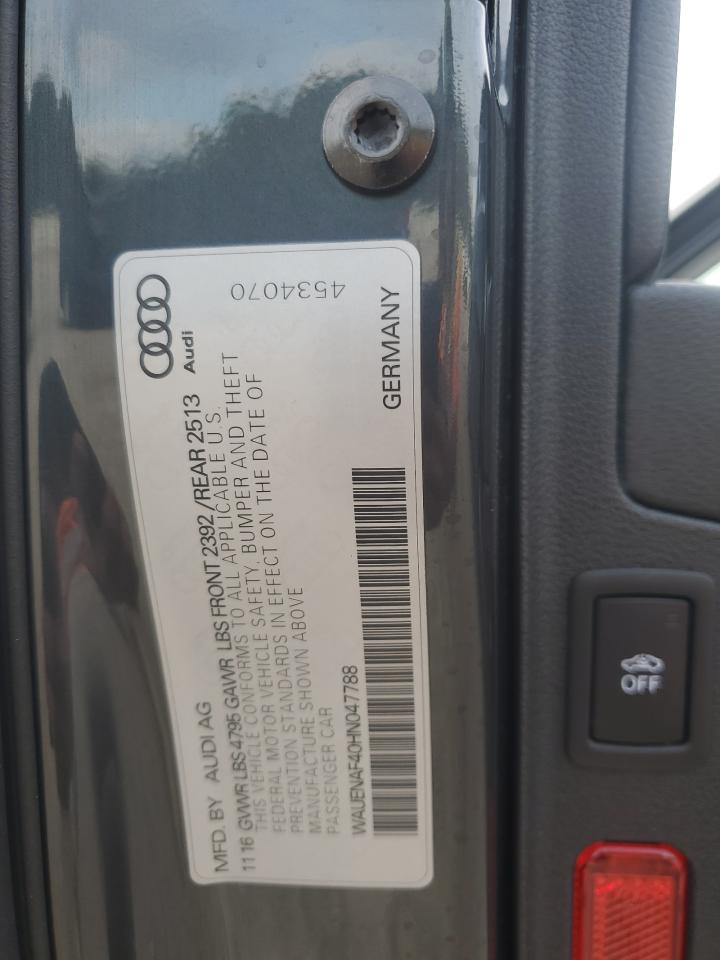 Audi
4534070
MFD. BY AUDI AG
11 16 GVWR LBS 4795 GAWR LBS FRONT 2392 /REAR 2513
THIS VEHICLE CONFORMS TO ALL APPLICABLE U.S.
FEDERAL MOTOR VEHICLE SAFETY, BUMPER AND THEFT
PREVENTION STANDARDS IN EFFECT ON THE DATE OF
MANUFACTURE SHOWN ABOVE
PASSENGER CAR
WAUENAF40HN047788
GERMANY
OFF